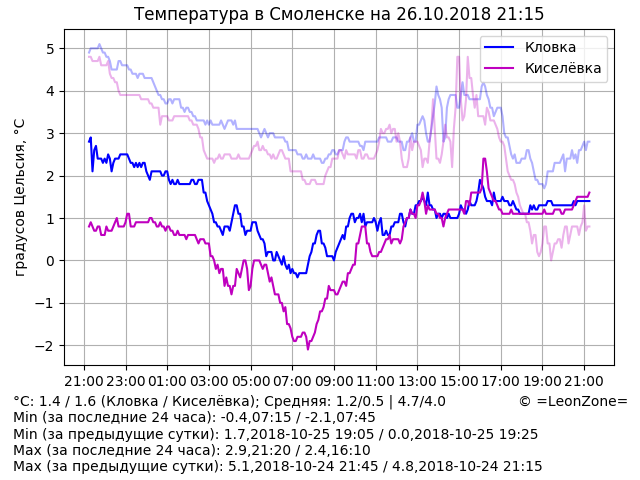 Температура в Смоленске на 26.10.2018 21:15
Кловка
Киселёвка
градусов Цельсия, °C
5
4
3
2
1
0
−1
−2
21:00 23:00 01:00 03:00 05:00 07:00 09:00 11:00 13:00 15:00 17:00 19:00 21:00
°C: 1.4 / 1.6 (Кловка / Киселёвка); Средняя: 1.2/0.5 | 4.7/4.0 © =LeonZone=
Min (за последние 24 часа): -0.4,07:15 / -2.1,07:45
Min (за предыдущие сутки): 1.7,2018-10-25 19:05 / 0.0,2018-10-25 19:25
Max (за последние 24 часа): 2.9,21:20 / 2.4,16:10
Max (за предыдущие сутки): 5.1,2018-10-24 21:45 / 4.8,2018-10-24 21:15